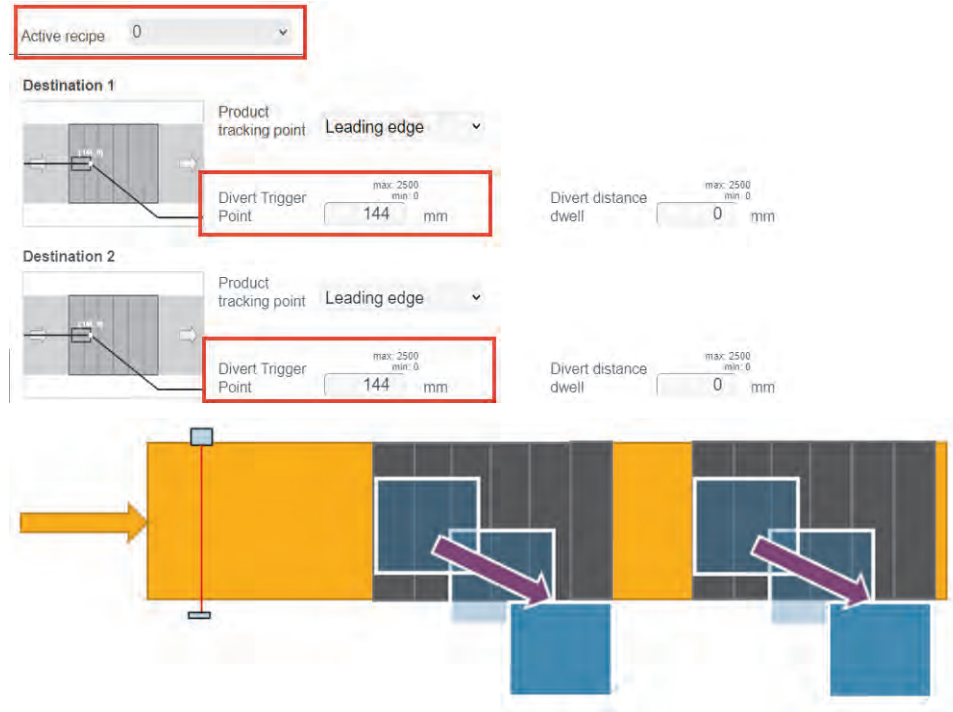 Active recipe 0
Destination 1
Product
tracking point Leading edge
max: 2500
min: 0
Divert Trigger
Point 144 mm
max: 2500
min: 0
Divert distance
dwell 0 mm
Destination 2
Product
tracking point Leading edge
max: 2500
min: 0
Divert Trigger
Point 144 mm
max: 2500
min: 0
Divert distance
dwell 0 mm